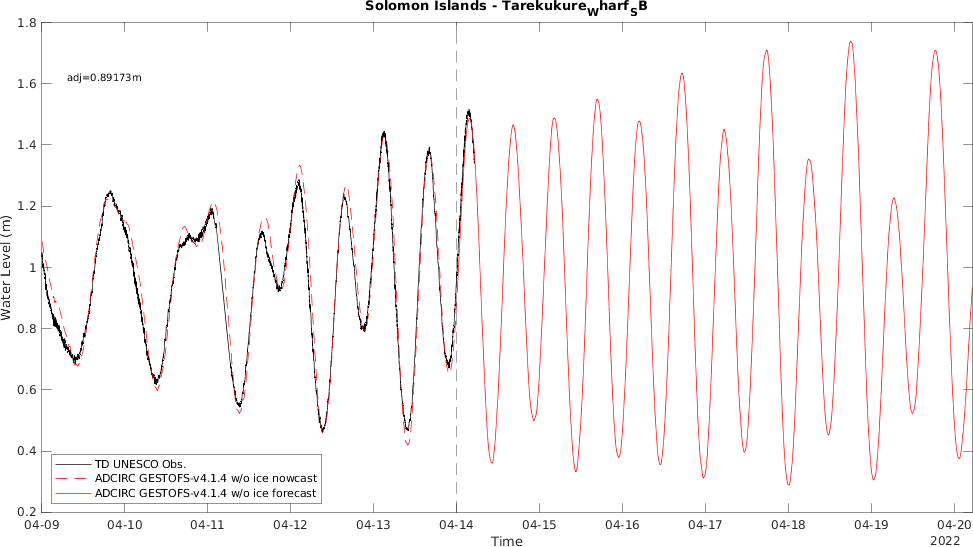 Solomon Islands - TarekukureWharfSB
1.8
adj=0.89173m
1.6
1.4
1.2
1
0.8
0.6
0.4
0.2
Water Level (m)
TD UNESCO Obs.
ADCIRC GESTOFS-v4.1.4 w/o ice nowcast
ADCIRC GESTOFS-v4.1.4 w/o ice forecast
04-09 04-10 04-11 04-12 04-13 04-14 04-15 04-16 04-17 04-18 04-19 04-20
Time
2022